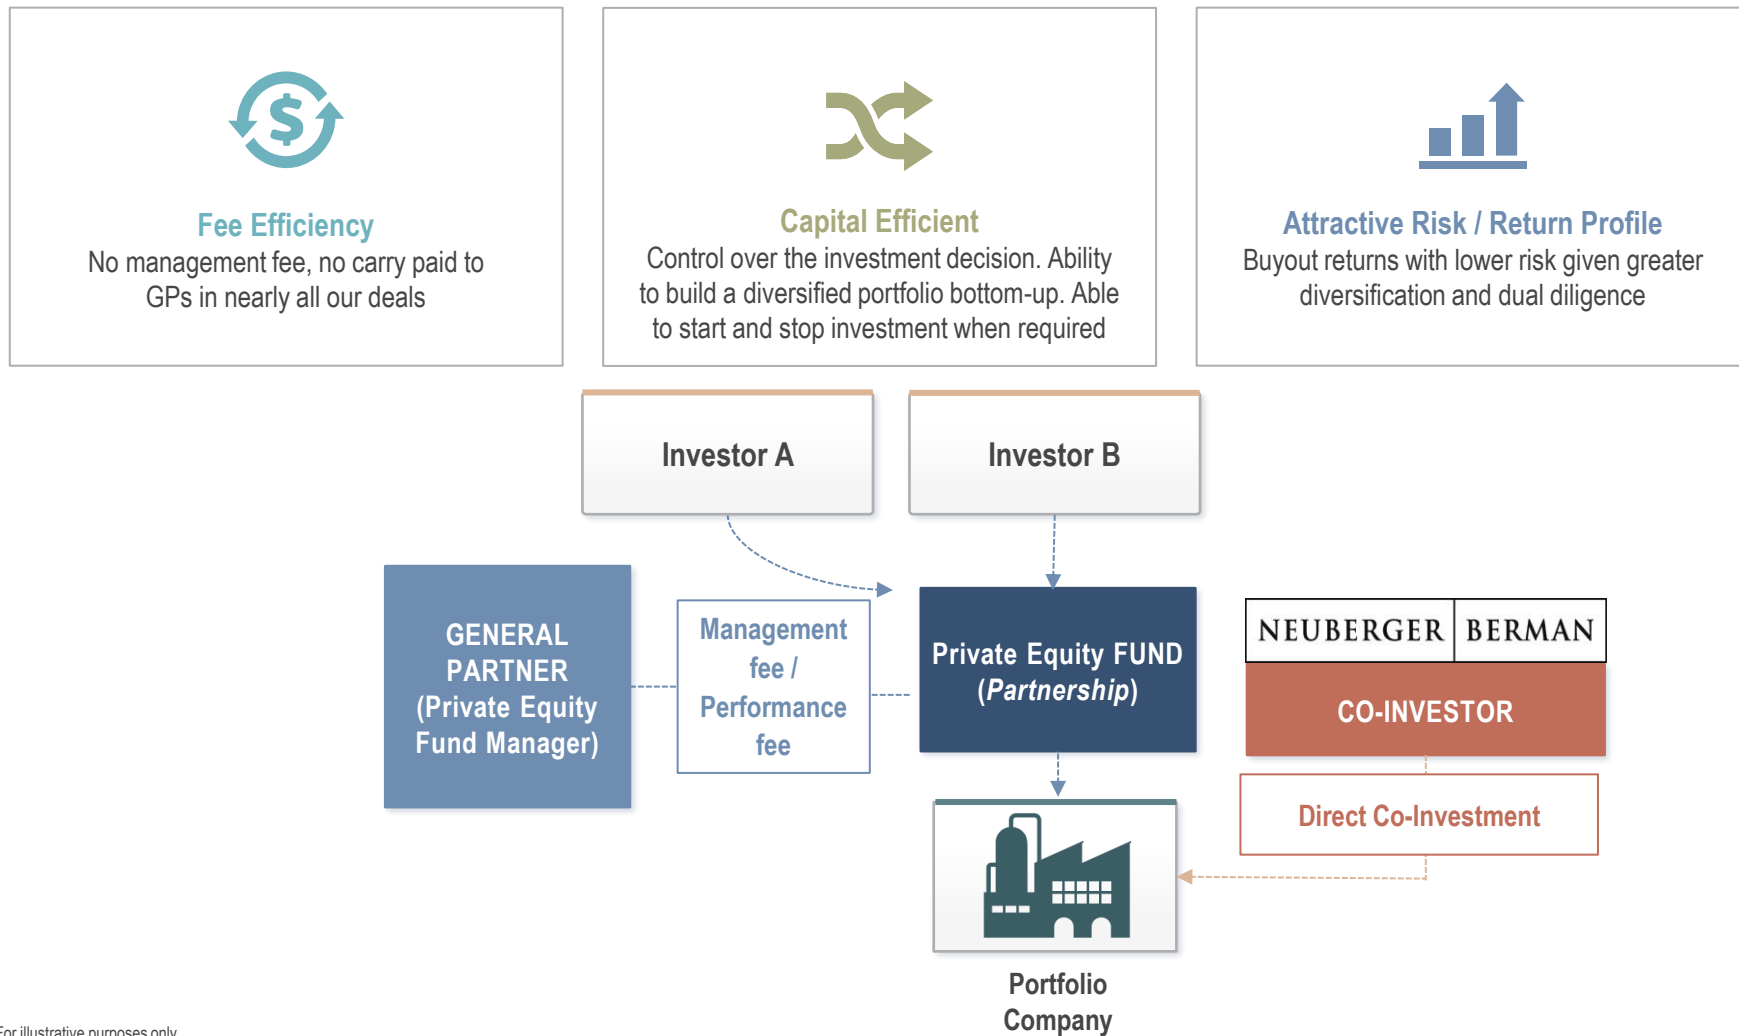 Fee Efficiency
No management fee, no carry paid to
GPs in nearly all our deals
Capital Efficient
Control over the investment decision. Ability
to build a diversified portfolio bottom-up. Able
to start and stop investment when required
Attractive Risk / Return Profile
Buyout returns with lower risk given greater
diversification and dual diligence
Investor A
Investor B
GENERAL
PARTNER
(Private Equity
Fund Manager)
Management
fee /
Performance
fee
Private Equity FUND
(Partnership)
NEUBERGER BERMAN
CO-INVESTOR
Direct Co-Investment
Portfolio
Company
For illustrative purposes only